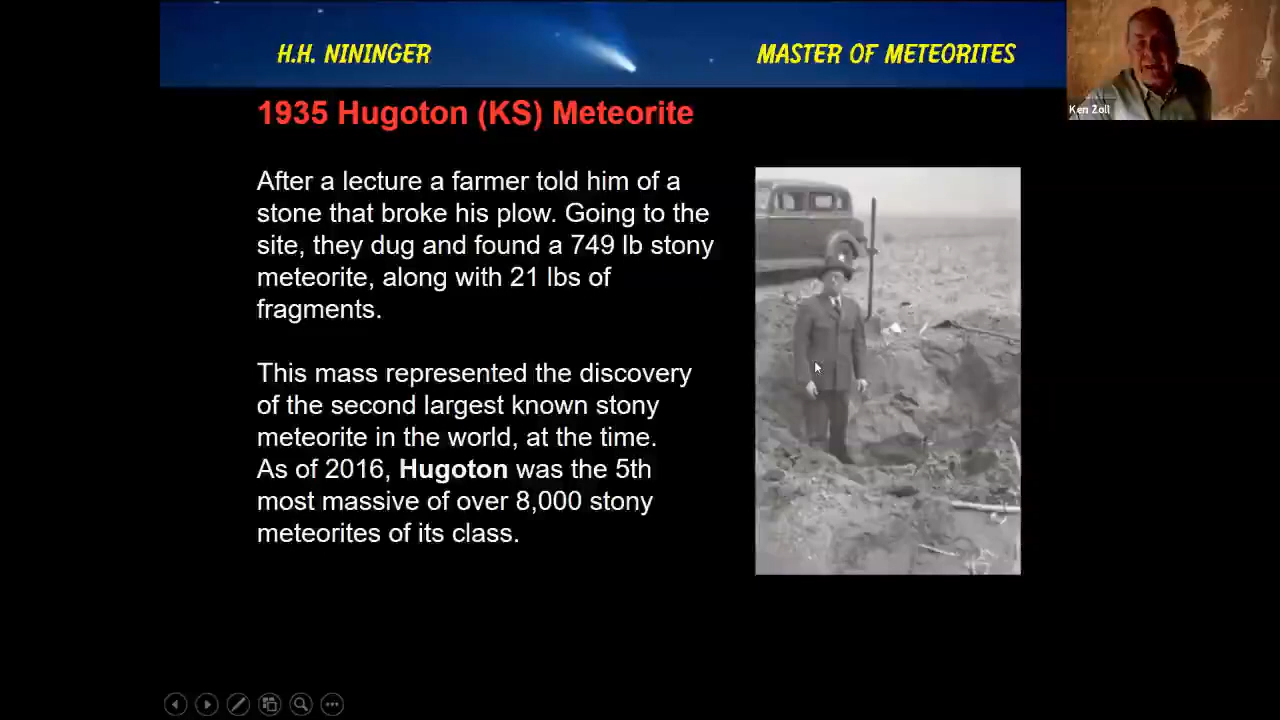 H.H. NININGER
MASTER OF METEORITES
Ken Zoll
1935 Hugoton (KS) Meteorite
After a lecture a farmer told him of a
stone that broke his plow. Going to the
site, they dug and found a 749 lb stony
meteorite, along with 21 lbs of
fragments.
This mass represented the discovery
of the second largest known stony
meteorite in the world, at the time.
As of 2016, Hugoton was the 5th
most massive of over 8,000 stony
meteorites of its class.